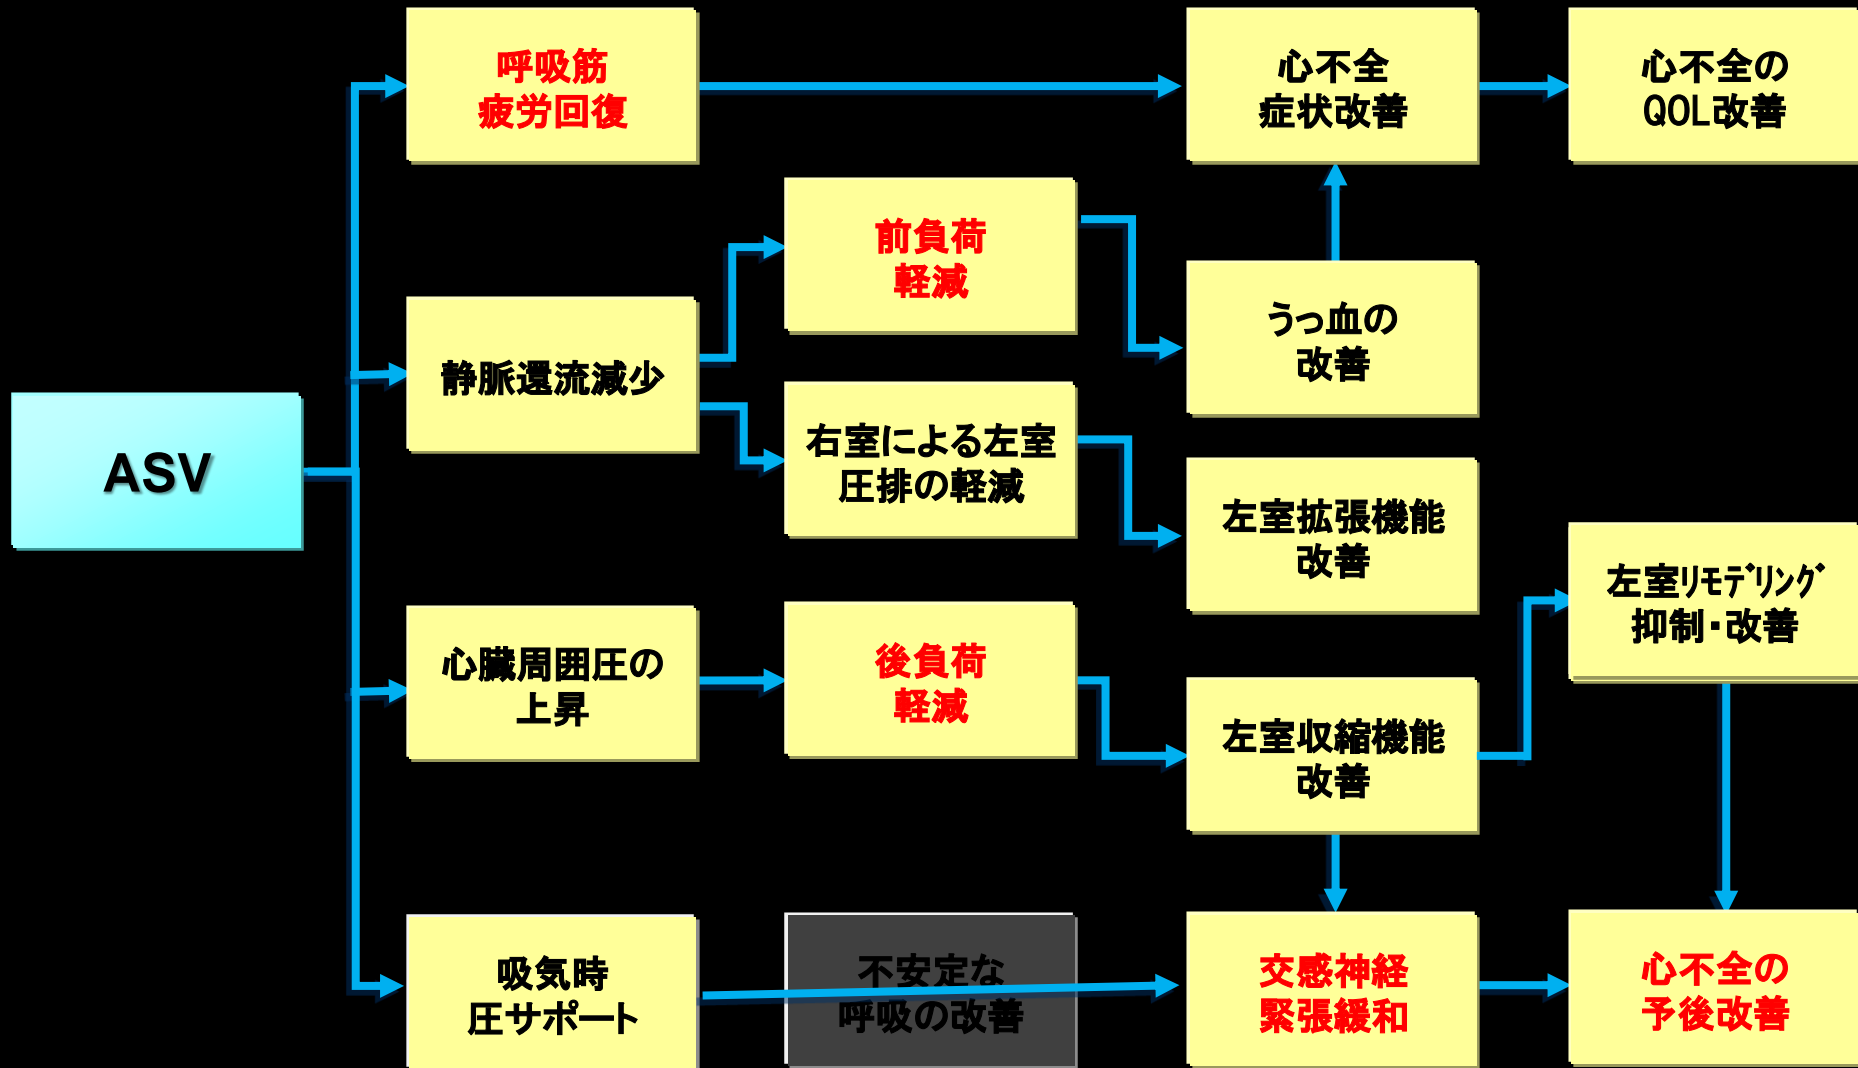 呼吸筋
疲労回復
心不全
症状改善
心不全の
QOL改善
前負荷
軽減
うっ血の
改善
静脈還流減少
右室による左室
圧排の軽減
ASV
左室拡張機能
改善
左室ﾘﾓﾃﾞﾘﾝｸﾞ
抑制・改善
心臓周囲圧の
上昇
後負荷
軽減
左室収縮機能
改善
吸気時
圧サポート
不安定な
呼吸の改善
交感神経
緊張緩和
心不全の
予後改善